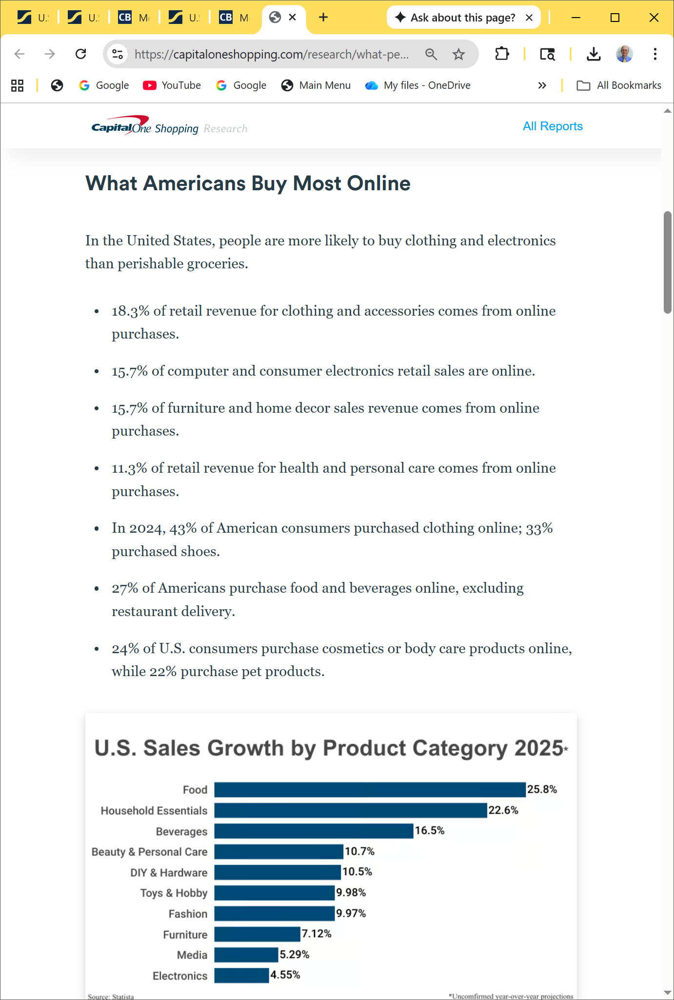 U.S
U.S
CB Mo
U.S
CB M
Ask about this page?
https://capitaloneshopping.com/research/what-pe...
Google
YouTube
Google
Main Menu
My files - OneDrive
All Bookmarks
CapitalOne Shopping Research
All Reports
What Americans Buy Most Online
In the United States, people are more likely to buy clothing and electronics
than perishable groceries.
• 18.3% of retail revenue for clothing and accessories comes from online
purchases.
• 15.7% of computer and consumer electronics retail sales are online.
• 15.7% of furniture and home decor sales revenue comes from online
purchases.
• 11.3% of retail revenue for health and personal care comes from online
purchases.
• In 2024, 43% of American consumers purchased clothing online; 33%
purchased shoes.
• 27% of Americans purchase food and beverages online, excluding
restaurant delivery.
• 24% of U.S. consumers purchase cosmetics or body care products online,
while 22% purchase pet products.
U.S. Sales Growth by Product Category 2025*
Food 25.8%
Household Essentials 22.6%
Beverages 16.5%
Beauty & Personal Care 10.7%
DIY & Hardware 10.5%
Toys & Hobby 9.98%
Fashion 9.97%
Furniture 7.12%
Media 5.29%
Electronics 4.55%
Source: Statista
*Uncomfirmed year-over-year projections